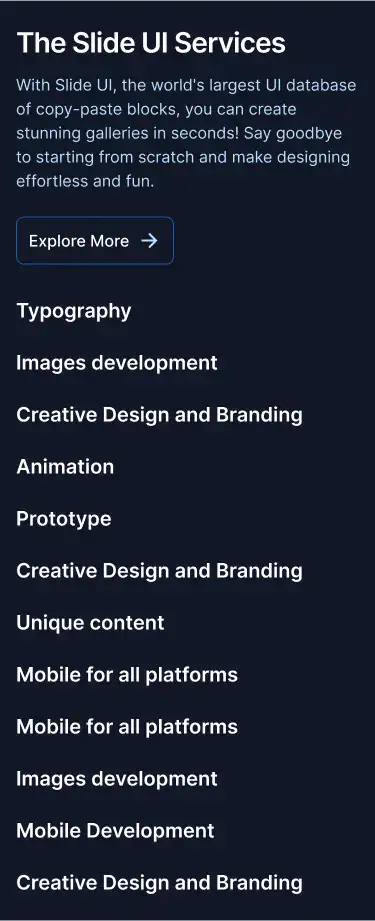 The Slide UI Services
With Slide UI, the world's largest UI database
of copy-paste blocks, you can create
stunning galleries in seconds! Say goodbye
to starting from scratch and make designing
effortless and fun.
Explore More
Typography
Images development
Creative Design and Branding
Animation
Prototype
Creative Design and Branding
Unique content
Mobile for all platforms
Mobile for all platforms
Images development
Mobile Development
Creative Design and Branding